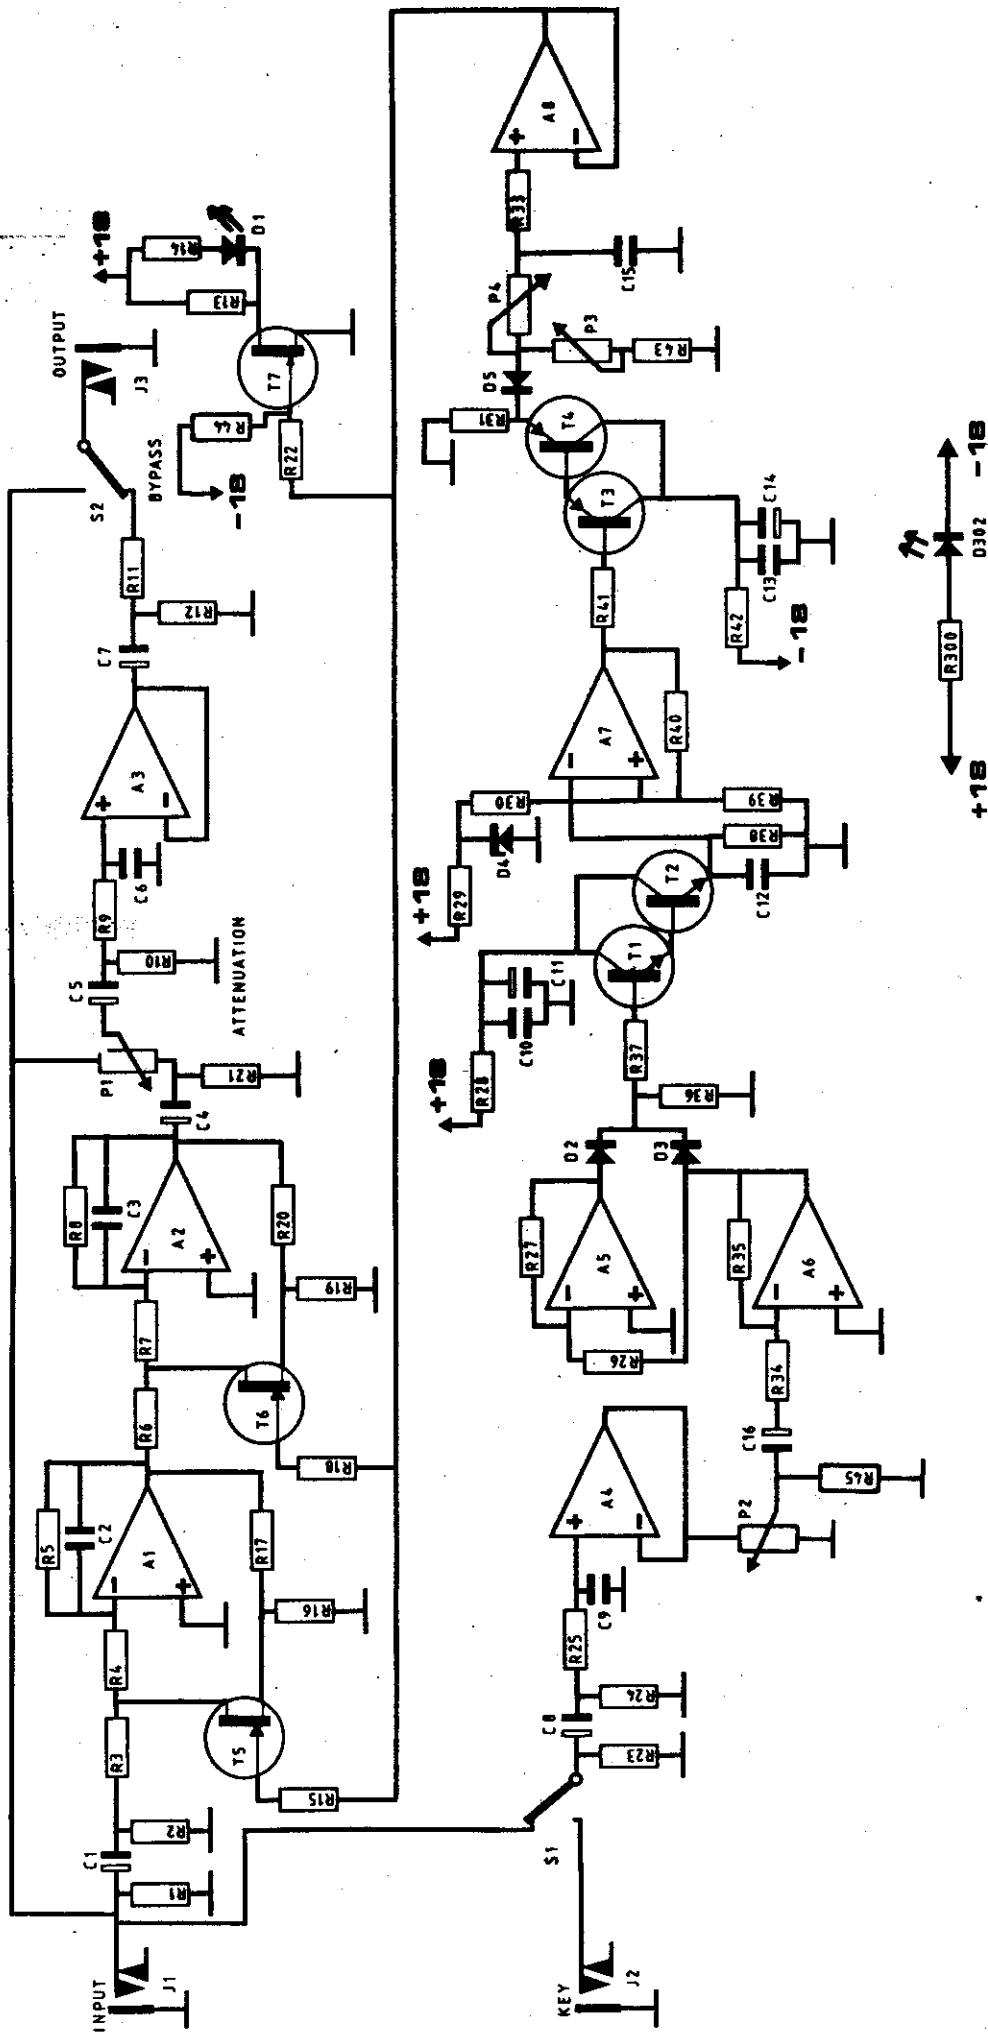 INPUT
J1
R1
C1
R2
R3
R4
R5
C2
A1
-
+
T5
R15
R16
R17
R6
R7
R8
C3
A2
-
+
T6
R18
R19
R20
C4
R21
P1
ATTENUATION
C5
R10
R9
C6
A3
+
-
C7
R12
R11
S2
BYPASS
OUTPUT
J3
R44
-18
R22
T7
R13
R14
+18
D1
KEY
J2
S1
R23
C8
R24
R25
C9
A4
+
-
P2
R45
C16
R34
R35
A6
-
+
R26
R27
A5
-
+
D2
D3
R36
R37
+18
R28
C10
C11
T1
T2
C12
R38
R39
+18
R29
D4
R30
A7
-
+
R40
R41
R42
-18
C13
C14
T3
T4
R31
D5
P3
R43
P4
C15
R33
A8
+
-
+18
R300
D302
-18